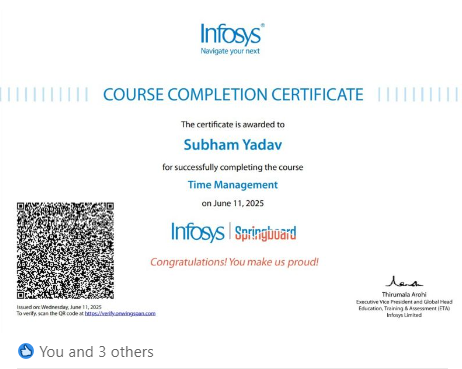 Infosys®
Navigate your next
COURSE COMPLETION CERTIFICATE
The certificate is awarded to
Subham Yadav
for successfully completing the course
Time Management
on June 11, 2025
Infosys | Springboard
Congratulations! You make us proud!
Issued on: Wednesday, June 11, 2025
To verify, scan the QR code at https://verify.onwingspan.com
Thirumala Arohi
Executive Vice President and Global Head
Education, Training & Assessment (ETA)
Infosys Limited
You and 3 others